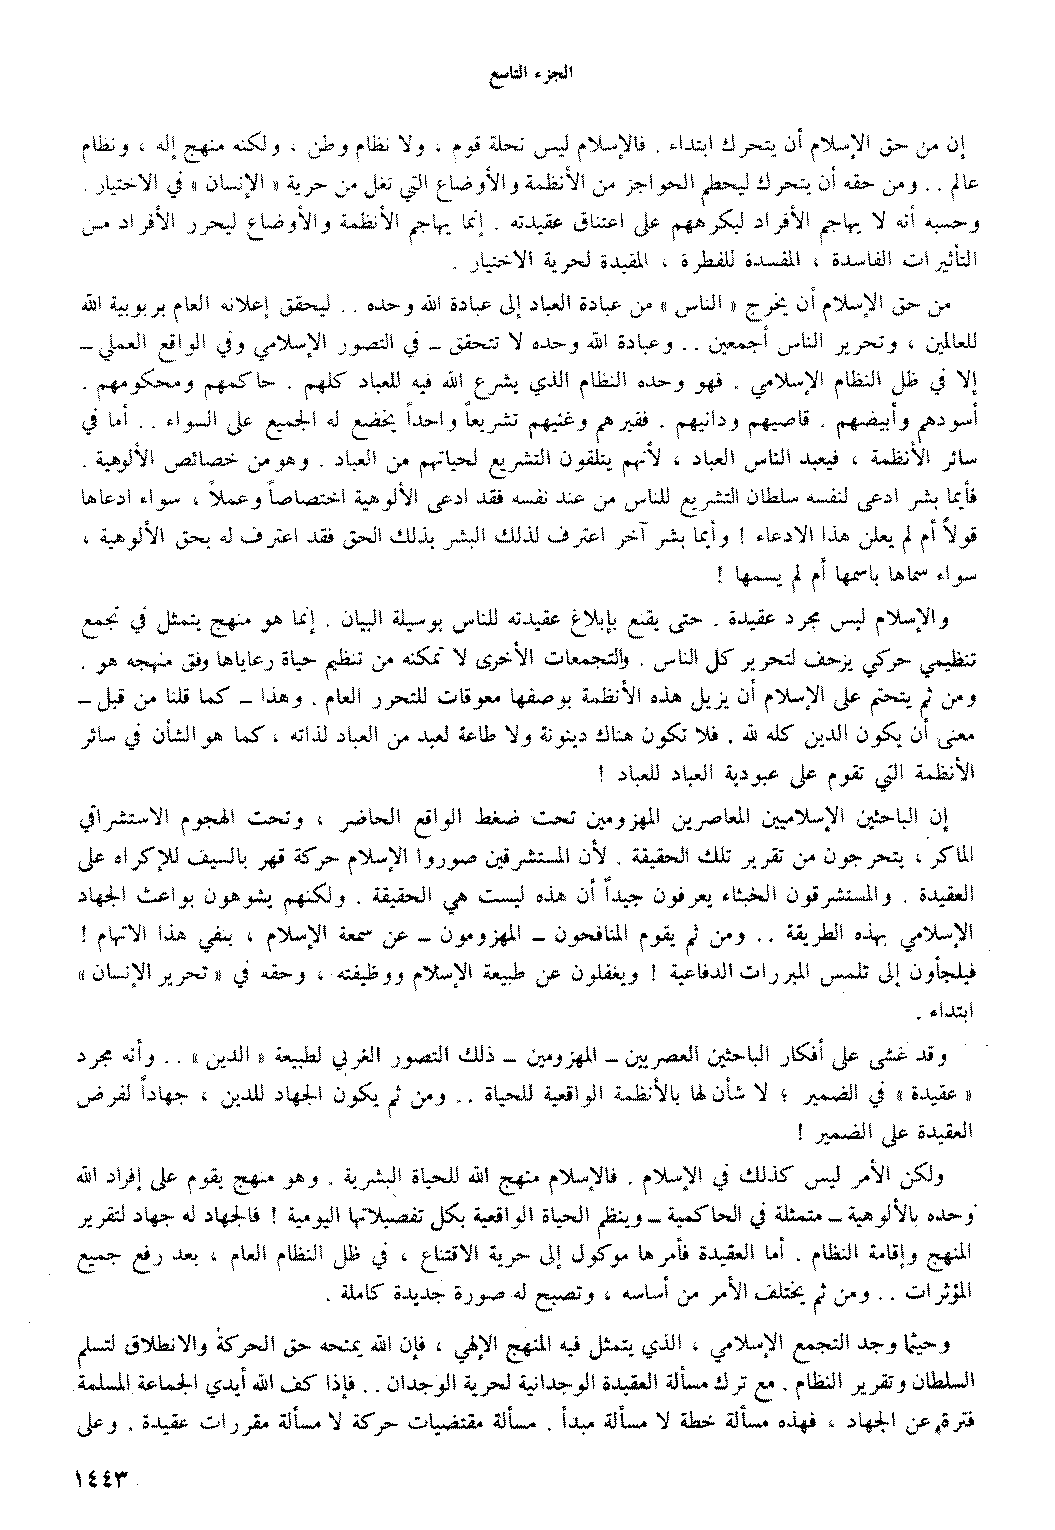 الجزء التاسع
إن من حق الإسلام أن يتحرك ابتداء . فالإسلام ليس نحلة قوم ، ولا نظام وطن ، ولكنه منهج إله ، ونظام
عالم .. ومن حقه أن يتحرك ليحطم الحواجز من الأنظمة والأوضاع التي تغل من حرية « الإنسان » في الاختيار .
وحسبه أنه لا يهاجم الأفراد ليكرههم على اعتناق عقيدته . إنما يهاجم الأنظمة والأوضاع ليحرر الأفراد من
التأثيرات الفاسدة ، المفسدة للفطرة ، المقيدة لحرية الاختيار .
من حق الإسلام أن يخرج « الناس » من عبادة العباد إلى عبادة الله وحده .. ليحقق إعلانه العام بربوبية الله
للعالمين ، وتحرير الناس أجمعين .. وعبادة الله وحده لا تتحقق – في التصور الإسلامي وفي الواقع العملي –
إلا في ظل النظام الإسلامي . فهو وحده النظام الذي يشرع الله فيه للعباد كلهم . حاكمهم ومحكومهم .
أسودهم وأبيضهم . قاصيهم ودانيهم . فقيرهم وغنيهم تشريعاً واحداً يخضع له الجميع على السواء .. أما في
سائر الأنظمة ، فيعبد الناس العباد ، لأنهم يتلقون التشريع لحياتهم من العباد . وهو من خصائص الألوهية .
فأيما بشر ادعى لنفسه سلطان التشريع للناس من عند نفسه فقد ادعى الألوهية اختصاصاً وعملاً ، سواء ادعاها
قولاً أم لم يعلن هذا الادعاء ! وأيما بشر آخر اعترف لذلك البشر بذلك الحق فقد اعترف له بحق الألوهية ،
سواء سماها باسمها أم لم يسمها !
والإسلام ليس مجرد عقيدة . حتى يقنع بإبلاغ عقيدته للناس بوسيلة البيان . إنما هو منهج يتمثل في تجمع
تنظيمي حركي يزحف لتحرير كل الناس . والتجمعات الأخرى لا تمكنه من تنظيم حياة رعاياها وفق منهجه هو .
ومن ثم يتحتم على الإسلام أن يزيل هذه الأنظمة بوصفها معوقات للتحرر العام . وهذا – كما قلنا من قبل –
معنى أن يكون الدين كله لله . فلا تكون هناك دينونة ولا طاعة لعبد من العباد لذاته ، كما هو الشأن في سائر
الأنظمة التي تقوم على عبودية العباد للعباد !
إن الباحثين الإسلاميين المعاصرين المهزومين تحت ضغط الواقع الحاضر ، وتحت الهجوم الاستشراقي
الماكر ، يتحرجون من تقرير تلك الحقيقة . لأن المستشرقين صوروا الإسلام حركة قهر بالسيف للإكراه على
العقيدة . والمستشرقون الخبثاء يعرفون جيداً أن هذه ليست هي الحقيقة . ولكنهم يشوهون بواعث الجهاد
الإسلامي بهذه الطريقة .. ومن ثم يقوم المنافحون – المهزومون – عن سمعة الإسلام ، بنفي هذا الاتهام !
فيلجأون إلى تلمس المبررات الدفاعية ! ويغفلون عن طبيعة الإسلام ووظيفته ، وحقه في « تحرير الإنسان »
ابتداء .
وقد غشى على أفكار الباحثين العصريين – المهزومين – ذلك التصور الغربي لطبيعة « الدين » .. وأنه مجرد
« عقيدة » في الضمير ؛ لا شأن لها بالأنظمة الواقعية للحياة .. ومن ثم يكون الجهاد للدين ، جهاداً لفرض
العقيدة على الضمير !
ولكن الأمر ليس كذلك في الإسلام . فالإسلام منهج الله للحياة البشرية . وهو منهج يقوم على إفراد الله
وحده بالألوهية – متمثلة في الحاكمية – وينظم الحياة الواقعية بكل تفصيلاتها اليومية ! فالجهاد له جهاد لتقرير
المنهج وإقامة النظام . أما العقيدة فأمرها موكول إلى حرية الاقتناع ، في ظل النظام العام ، بعد رفع جميع
المؤثرات .. ومن ثم يختلف الأمر من أساسه ، وتصبح له صورة جديدة كاملة .
وحيثما وجد التجمع الإسلامي ، الذي يتمثل فيه المنهج الإلهي ، فإن الله يمنحه حق الحركة والانطلاق لتسلم
السلطان وتقرير النظام . مع ترك مسألة العقيدة الوجدانية لحرية الوجدان .. فإذا كف الله أيدي الجماعة المسلمة
فترة عن الجهاد ، فهذه مسألة خطة لا مسألة مبدأ . مسألة مقتضيات حركة لا مسألة مقررات عقيدة . وعلى
١٤٤٣